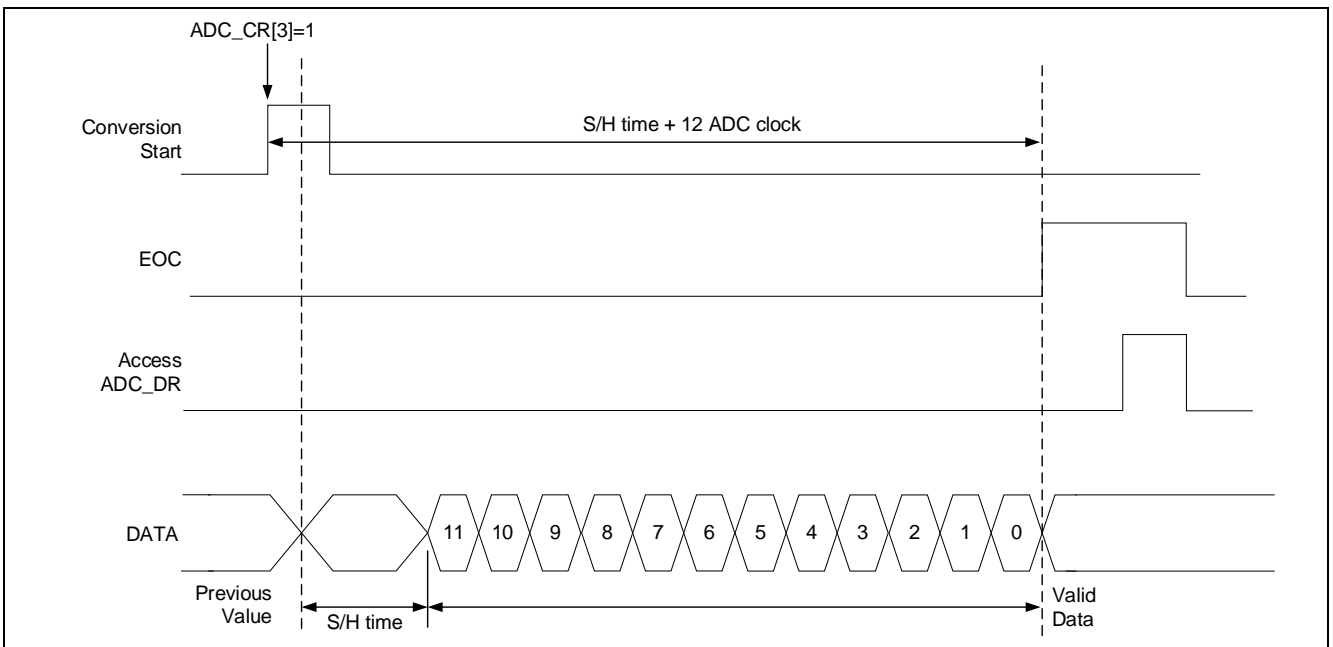 ADC_CR[3]=1
Conversion
Start
S/H time + 12 ADC clock
EOC
Access
ADC_DR
DATA
11 10 9 8 7 6 5 4 3 2 1 0
Previous
Value
S/H time
Valid
Data